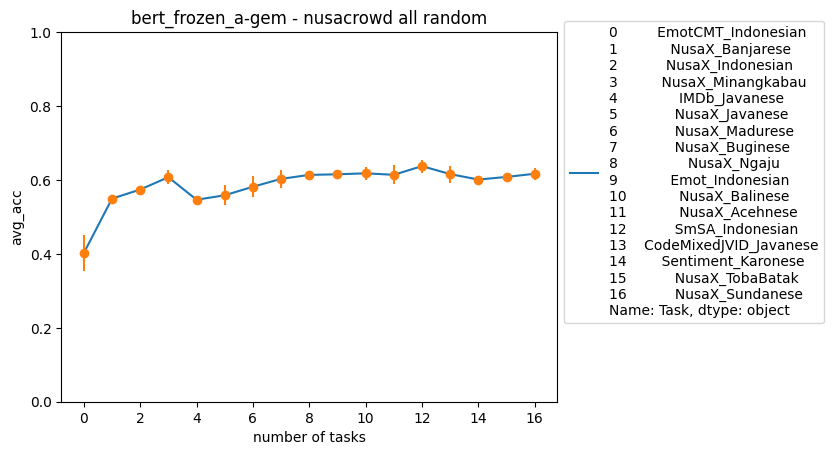 bert_frozen_a-gem - nusacrowd all random
1.0
0.8
0.6
0.4
0.2
0.0
avg_acc
0 2 4 6 8 10 12 14 16
number of tasks
0 EmotCMT_Indonesian
1 NusaX_Banjarese
2 NusaX_Indonesian
3 NusaX_Minangkabau
4 IMDb_Javanese
5 NusaX_Javanese
6 NusaX_Madurese
7 NusaX_Buginese
8 NusaX_Ngaju
9 Emot_Indonesian
10 NusaX_Balinese
11 NusaX_Acehnese
12 SmSA_Indonesian
13 CodeMixedJVID_Javanese
14 Sentiment_Karonese
15 NusaX_TobaBatak
16 NusaX_Sundanese
Name: Task, dtype: object